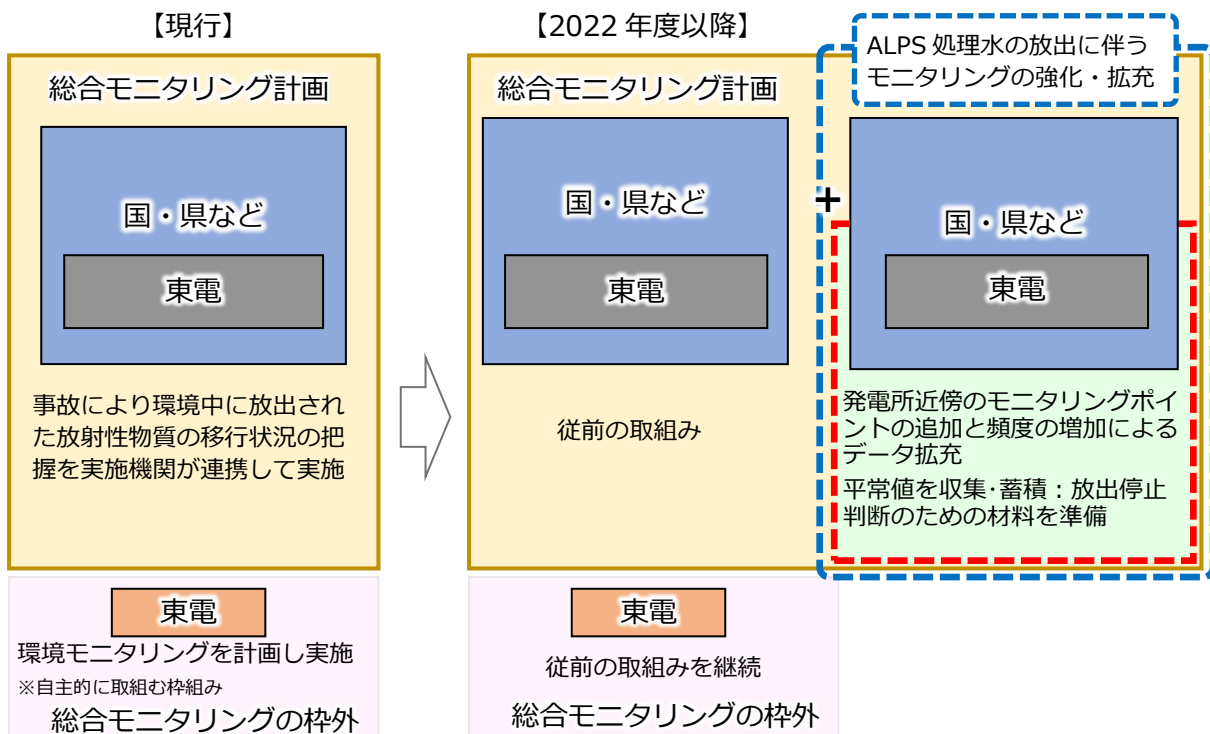 【現行】
総合モニタリング計画
国・県など
東電
事故により環境中に放出され
た放射性物質の移行状況の把
握を実施機関が連携して実施
東電
環境モニタリングを計画し実施
※自主的に取組む枠組み
総合モニタリングの枠外
【2022 年度以降】
総合モニタリング計画
国・県など
東電
従前の取組み
+
ALPS 処理水の放出に伴う
モニタリングの強化・拡充
国・県など
東電
発電所近傍のモニタリングポイ
ントの追加と頻度の増加による
データ拡充
平常値を収集・蓄積：放出停止
判断のための材料を準備
東電
従前の取組みを継続
総合モニタリングの枠外